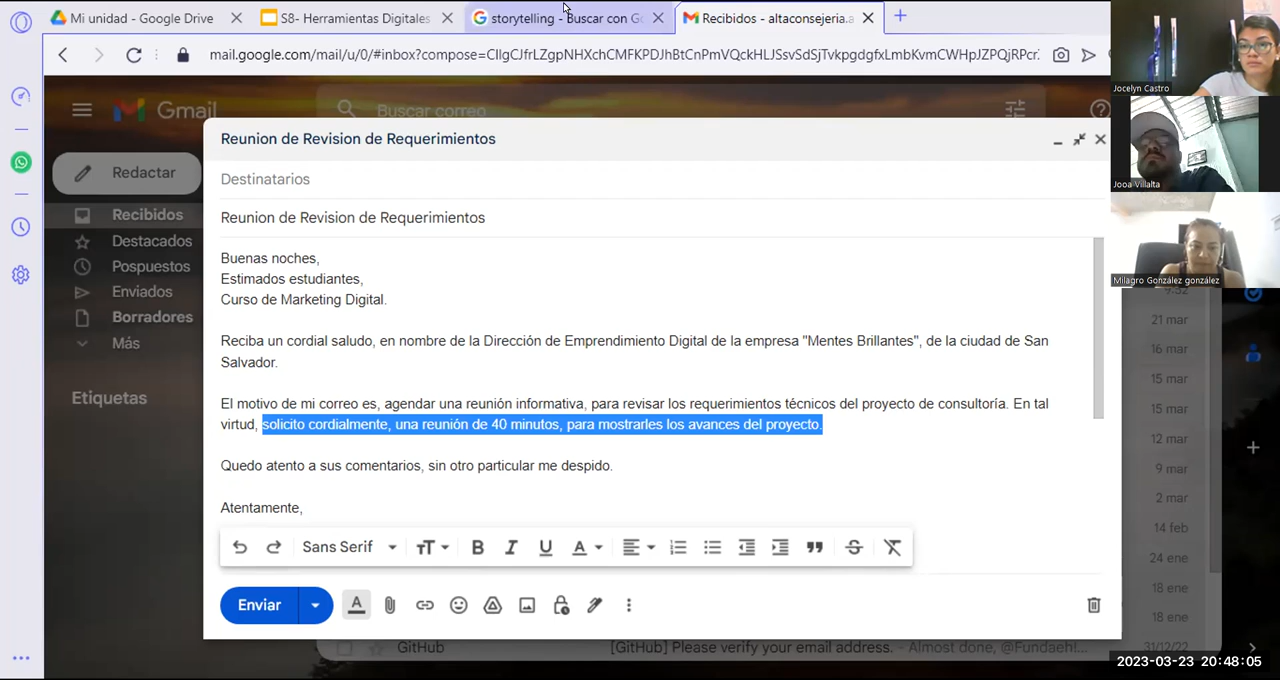 Mi unidad - Google Drive
S8- Herramientas Digitales
storytelling - Buscar con Go
Recibidos - altaconsejeria.a
mail.google.com/mail/u/0/#inbox?compose=CllgCJfrLZgpNHXchCMFKPDJhBtCnPmVQckHLJSsvSdSjTvkpgdgfxLmbKvmCWHpJZPQjRPcr
Jocelyn Castro
Gmail
Buscar correo
Reunion de Revision de Requerimientos
Redactar
Destinatarios
Jooa Villalta
Recibidos
Reunion de Revision de Requerimientos
Destacados
Buenas noches,
Pospuestos
Estimados estudiantes,
Milagro González gonzález
Enviados
Curso de Marketing Digital.
Borradores
21 mar
Más
Reciba un cordial saludo, en nombre de la Dirección de Emprendimiento Digital de la empresa "Mentes Brillantes", de la ciudad de San
16 mar
Salvador.
15 mar
Etiquetas
El motivo de mi correo es, agendar una reunión informativa, para revisar los requerimientos técnicos del proyecto de consultoría. En tal
15 mar
virtud, solicito cordialmente, una reunión de 40 minutos, para mostrarles los avances del proyecto.
12 mar
Quedo atento a sus comentarios, sin otro particular me despido.
9 mar
2 mar
Atentamente,
14 feb
Sans Serif
24 ene
18 ene
Enviar
18 ene
GitHub
[GitHub] Please verify your email address. - Almost done, @Fundaeh!...
31/12/22
2023-03-23 20:48:05